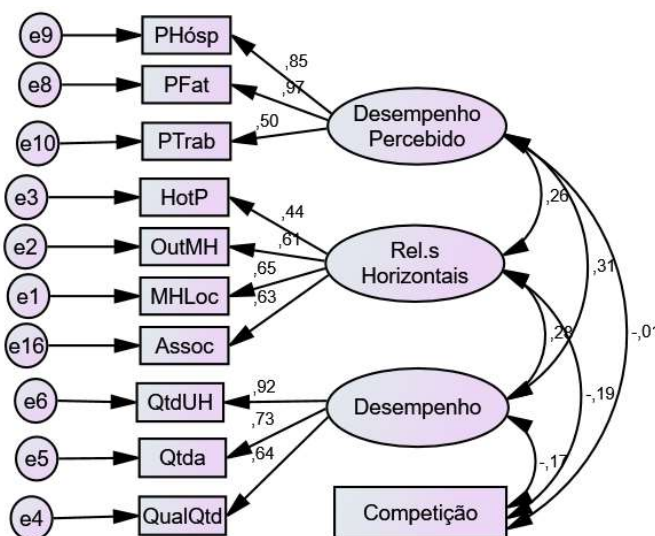 e9
PHósp
,85
e8
PFat
,97
Desempenho
Percebido
e10
PTrab
,50
e3
HotP
,44
,26
e2
OutMH
,61
Rel.s
Horizontais
,31
e1
MHLoc
,65
,63
e16
Assoc
,28
-,01
e6
QtdUH
,92
Desempenho
-,19
e5
Qtda
,73
,64
-,17
e4
QualQtd
Competição